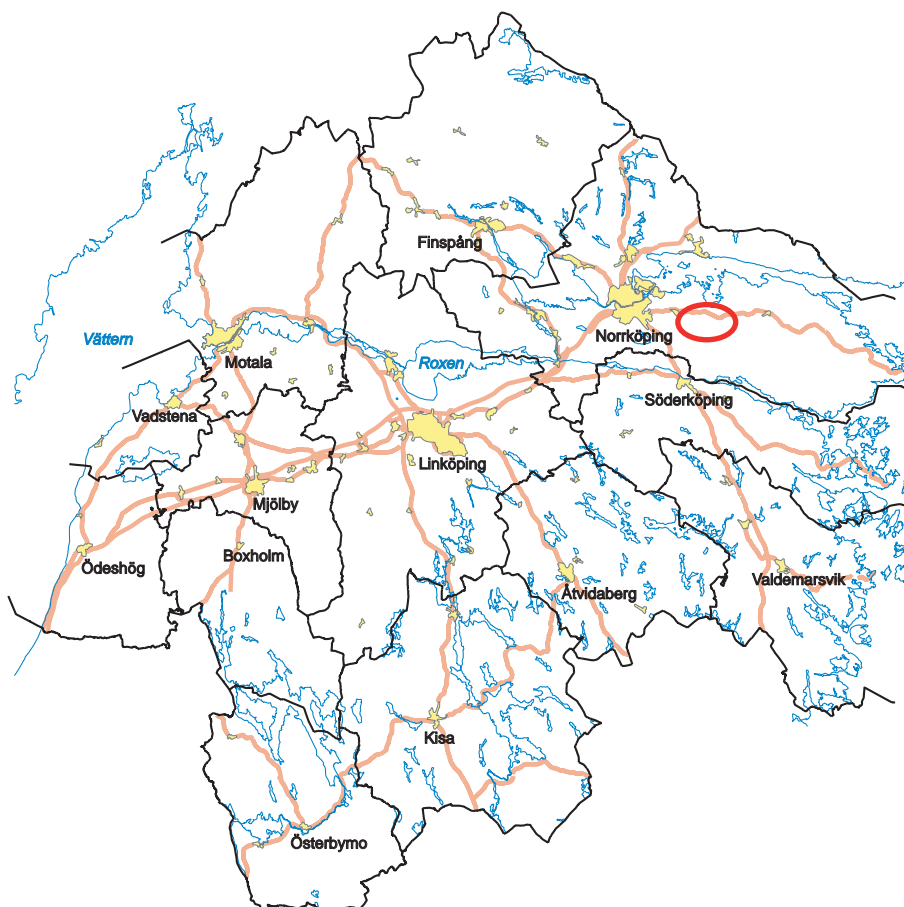 Finspång
Norrköping
Vättern
Motala
Roxen
Söderköping
Vadstena
Linköping
Mjölby
Boxholm
Ödeshög
Valdemarsvik
Åtvidaberg
Kisa
Österbymo